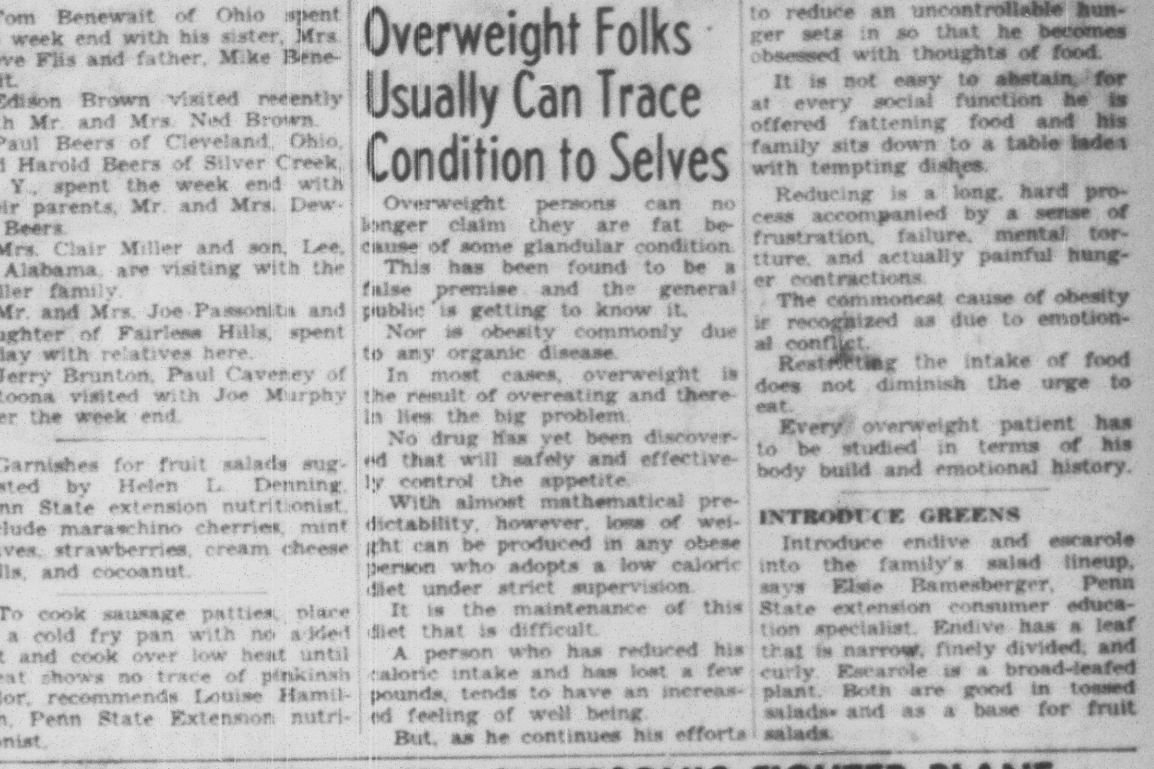 Tom Benewait of Ohio spent
week end with his sister, Mrs.
Flis and father, Mike Bene-
Edison Brown visited recently
Mr. and Mrs. Ned Brown.
Paul Beers of Cleveland, Ohio,
Harold Beers of Silver Creek,
Y., spent the week end with
parents, Mr. and Mrs. Dew-
Beers.
Mrs. Clair Miller and son, Lee,
Alabama, are visiting with the
family.
Mr. and Mrs. Joe Passonita and
of Fairless Hills, spent
with relatives here.
Jerry Brunton, Paul Caveney of
visited with Joe Murphy
the week end.
Garnishes for fruit salads sug-
by Helen L. Denning,
State extension nutritionist,
maraschino cherries, mint
strawberries, cream cheese
and cocoanut.
To cook sausage patties, place
a cold fry pan with no added
and cook over low heat until
shows no trace of pinkinsh
recommends Louise Hamil-
Penn State Extension nutri-
Overweight Folks
Usually Can Trace
Condition to Selves
Overweight persons can no
longer claim they are fat be-
cause of some glandular condition.
This has been found to be a
false premise and the general
public is getting to know it.
Nor is obesity commonly due
to any organic disease.
In most cases, overweight is
the result of overeating and there-
in lies the big problem.
No drug has yet been discover-
ed that will safely and effective-
ly control the appetite.
With almost mathematical pre-
dictability, however, loss of wei-
ght can be produced in any obese
person who adopts a low caloric
diet under strict supervision.
It is the maintenance of this
diet that is difficult.
A person who has reduced his
caloric intake and has lost a few
pounds, tends to have an increas-
ed feeling of well being.
But, as he continues his efforts
to reduce an uncontrollable hun-
ger sets in so that he becomes
obsessed with thoughts of food.
It is not easy to abstain, for
at every social function he is
offered fattening food and his
family sits down to a table laden
with tempting dishes.
Reducing is a long, hard pro-
cess accompanied by a sense of
frustration, failure, mental tor-
tture, and actually painful hung-
er contractions.
The commonest cause of obesity
is recognized as due to emotion-
al conflict.
Restricting the intake of food
does not diminish the urge to
eat.
Every overweight patient has
to be studied in terms of his
body build and emotional history.
INTRODUCE GREENS
Introduce endive and escarole
into the family's salad lineup,
says Elsie Bamesberger, Penn
State extension consumer educa-
tion specialist. Endive has a leaf
that is narrow, finely divided, and
curly. Escarole is a broad-leafed
plant. Both are good in tossed
salads and as a base for fruit
salads.